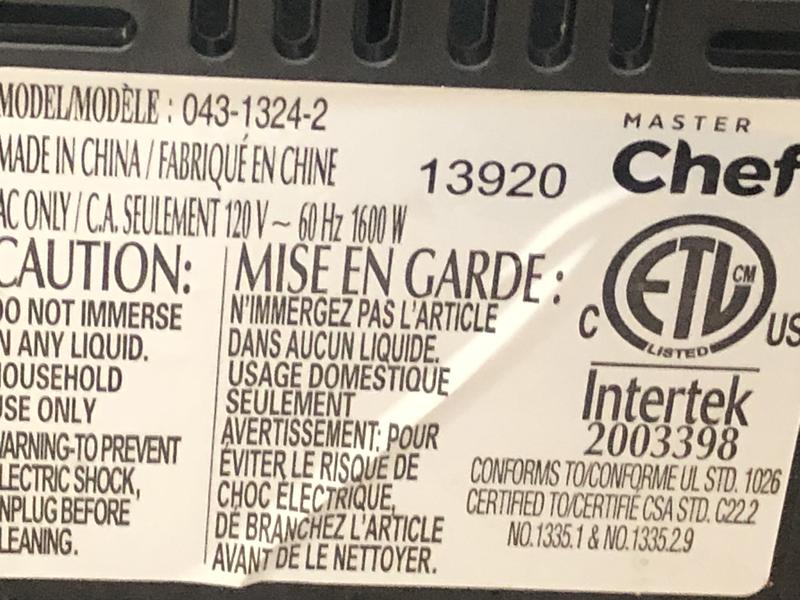 MODEL/MODÈLE : 043-1324-2
MADE IN CHINA / FABRIQUÉ EN CHINE
13920
AC ONLY / C.A. SEULEMENT 120 V ~ 60 Hz 1600 W
CAUTION:
DO NOT IMMERSE
IN ANY LIQUID.
HOUSEHOLD
USE ONLY
WARNING-TO PREVENT
ELECTRIC SHOCK,
UNPLUG BEFORE
CLEANING.
MISE EN GARDE :
N'IMMERGEZ PAS L'ARTICLE
DANS AUCUN LIQUIDE.
USAGE DOMESTIQUE
SEULEMENT
AVERTISSEMENT: POUR
ÉVITER LE RISQUE DE
CHOC ÉLECTRIQUE,
DÉ BRANCHEZ L'ARTICLE
AVANT DE LE NETTOYER.
MASTER
Chef
C ETL CM US
LISTED
Intertek
2003398
CONFORMS TO/CONFORME UL STD. 1026
CERTIFIED TO/CERTIFIÉ CSA STD. C22.2
NO.1335.1 & NO.1335.2.9